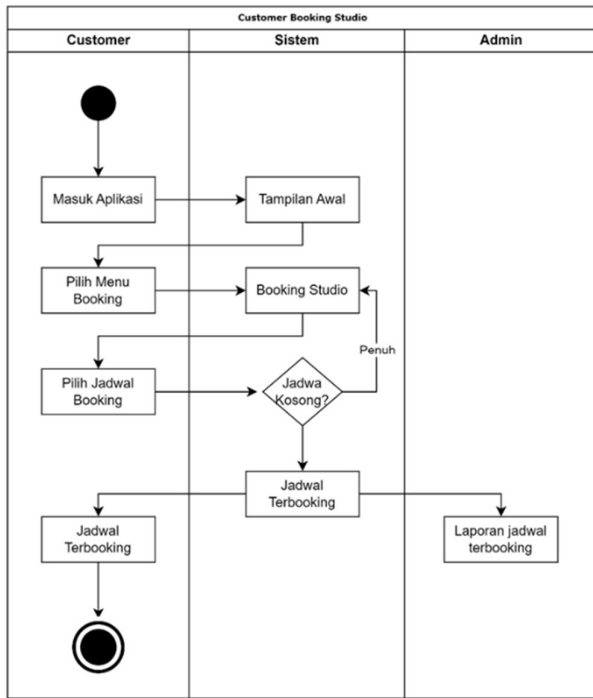 Customer Booking Studio
Customer
Sistem
Admin
Masuk Aplikasi
Tampilan Awal
Pilih Menu
Booking
Booking Studio
Penuh
Pilih Jadwal
Booking
Jadwa
Kosong?
Jadwal
Terbooking
Jadwal
Terbooking
Laporan jadwal
terbooking